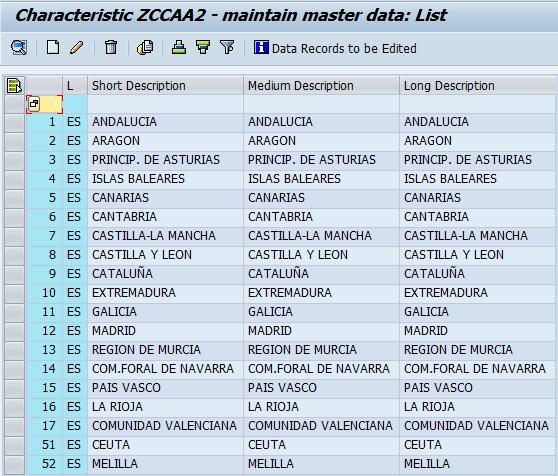 Characteristic ZCCAA2 - maintain master data: List
Data Records to be Edited
L Short Description Medium Description Long Description
1 ES ANDALUCIA ANDALUCIA ANDALUCIA
2 ES ARAGON ARAGON ARAGON
3 ES PRINCIP. DE ASTURIAS PRINCIP. DE ASTURIAS PRINCIP. DE ASTURIAS
4 ES ISLAS BALEARES ISLAS BALEARES ISLAS BALEARES
5 ES CANARIAS CANARIAS CANARIAS
6 ES CANTABRIA CANTABRIA CANTABRIA
7 ES CASTILLA-LA MANCHA CASTILLA-LA MANCHA CASTILLA-LA MANCHA
8 ES CASTILLA Y LEON CASTILLA Y LEON CASTILLA Y LEON
9 ES CATALUÑA CATALUÑA CATALUÑA
10 ES EXTREMADURA EXTREMADURA EXTREMADURA
11 ES GALICIA GALICIA GALICIA
12 ES MADRID MADRID MADRID
13 ES REGION DE MURCIA REGION DE MURCIA REGION DE MURCIA
14 ES COM.FORAL DE NAVARRA COM.FORAL DE NAVARRA COM.FORAL DE NAVARRA
15 ES PAIS VASCO PAIS VASCO PAIS VASCO
16 ES LA RIOJA LA RIOJA LA RIOJA
17 ES COMUNIDAD VALENCIANA COMUNIDAD VALENCIANA COMUNIDAD VALENCIANA
51 ES CEUTA CEUTA CEUTA
52 ES MELILLA MELILLA MELILLA